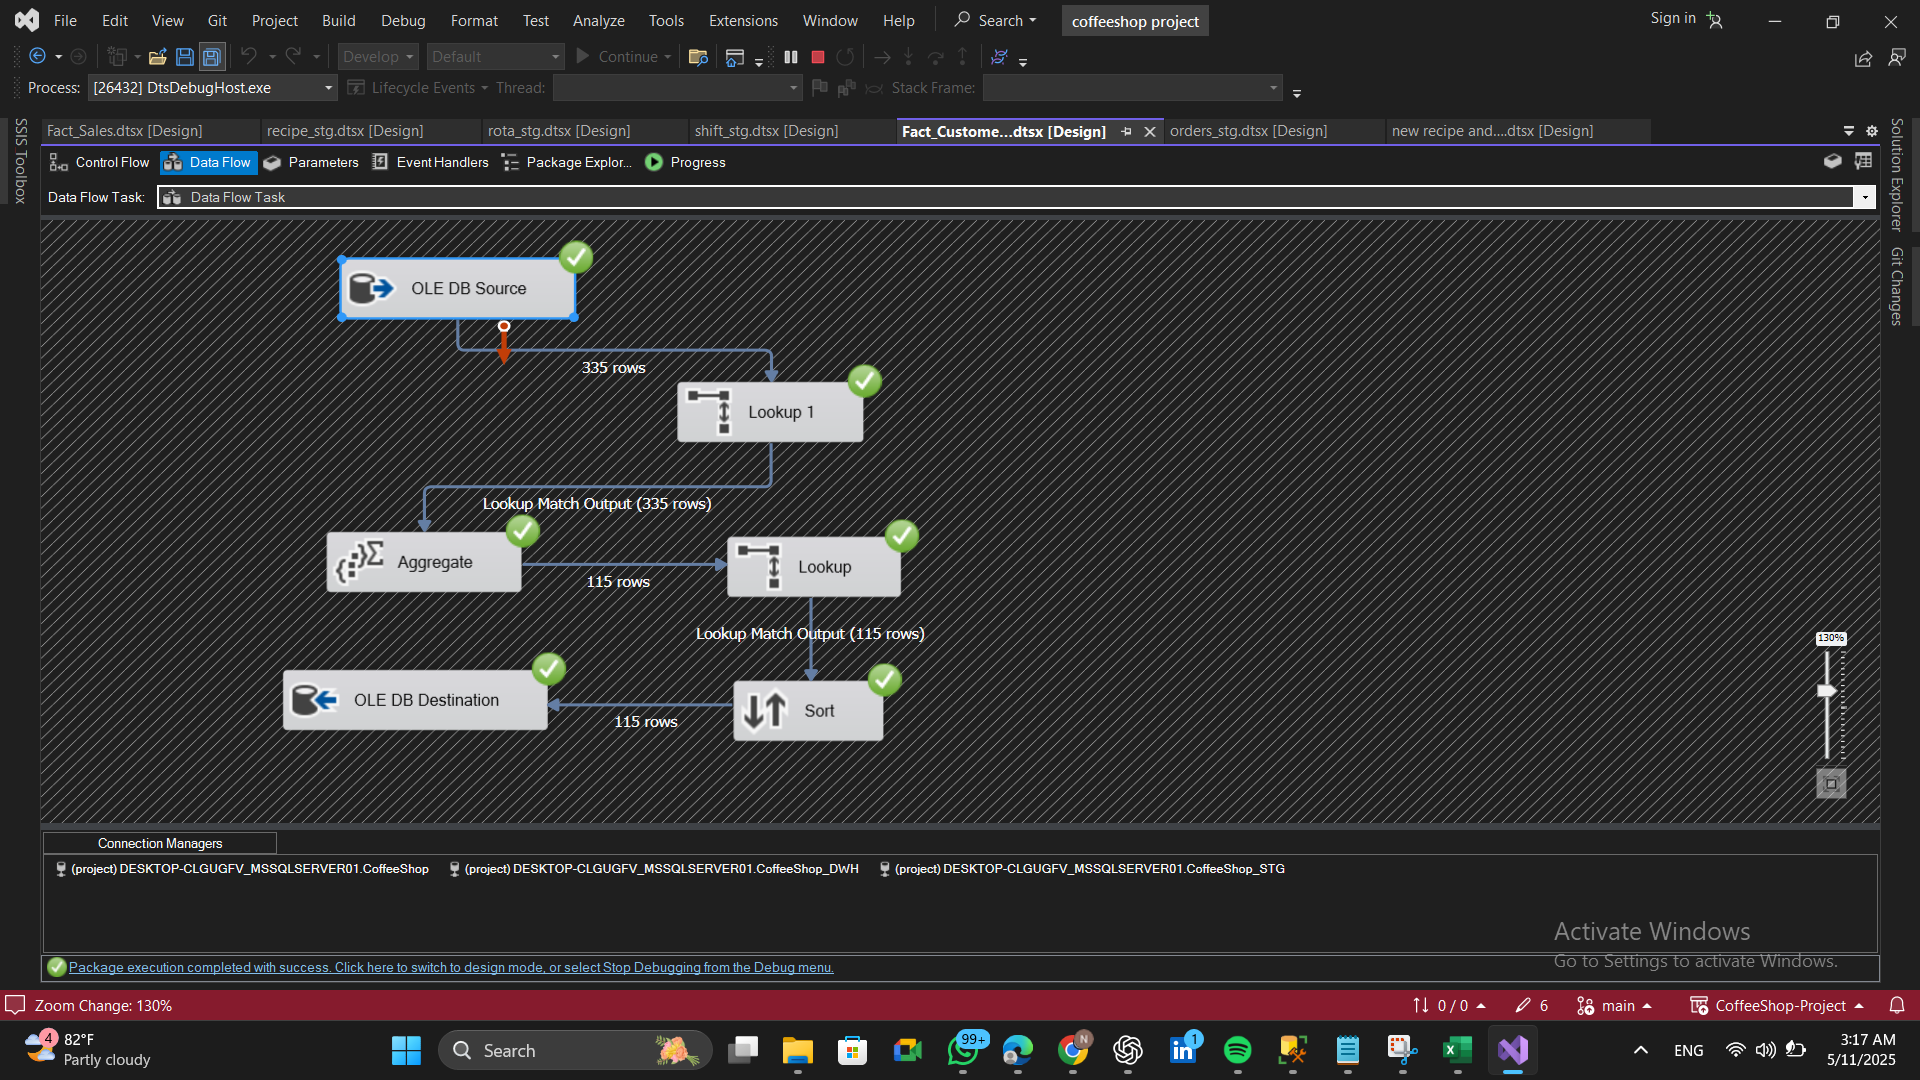 File Edit View Git Project Build Debug Format Test Analyze Tools Extensions Window Help Search coffeeshop project Sign in
Develop Default Continue
Process: [26432] DtsDebugHost.exe Lifecycle Events Thread: Stack Frame:
Fact_Sales.dtsx [Design] recipe_stg.dtsx [Design] rota_stg.dtsx [Design] shift_stg.dtsx [Design] Fact_Custome...dtsx [Design] orders_stg.dtsx [Design] new recipe and....dtsx [Design]
SSIS Toolbox
Solution Explorer
Git Changes
Control Flow Data Flow Parameters Event Handlers Package Explor... Progress
Data Flow Task: Data Flow Task
OLE DB Source
335 rows
Lookup 1
Lookup Match Output (335 rows)
Aggregate
115 rows
Lookup
Lookup Match Output (115 rows)
130%
OLE DB Destination
115 rows
Sort
Connection Managers
(project) DESKTOP-CLGUGFV_MSSQLSERVER01.CoffeeShop (project) DESKTOP-CLGUGFV_MSSQLSERVER01.CoffeeShop_DWH (project) DESKTOP-CLGUGFV_MSSQLSERVER01.CoffeeShop_STG
Activate Windows
Go to Settings to activate Windows.
Package execution completed with success. Click here to switch to design mode, or select Stop Debugging from the Debug menu.
Zoom Change: 130% 0 / 0 6 main CoffeeShop-Project
4 82°F
Partly cloudy
Search
99+
N
1
ENG
3:17 AM
5/11/2025